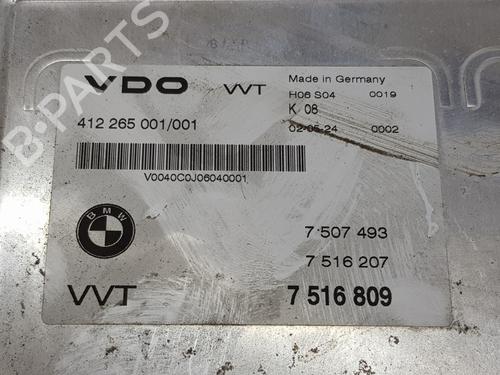 B-PARTS
VDO VVT Made in Germany
H06 S04 0019
K 08
412 265 001/001 02-05-24 0002
V0040C0J06040001
BMW 7 507 493
7 516 207
VVT 7 516 809